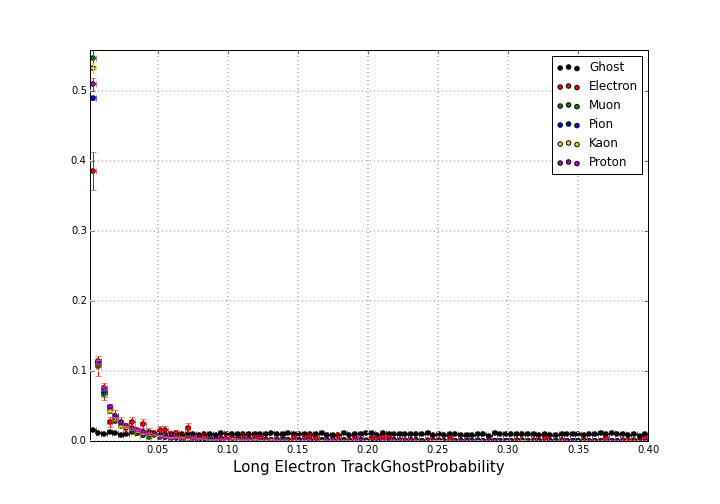 Ghost
Electron
Muon
Pion
Kaon
Proton
0.5
0.4
0.3
0.2
0.1
0.0
0.05 0.10 0.15 0.20 0.25 0.30 0.35 0.40
Long Electron TrackGhostProbability